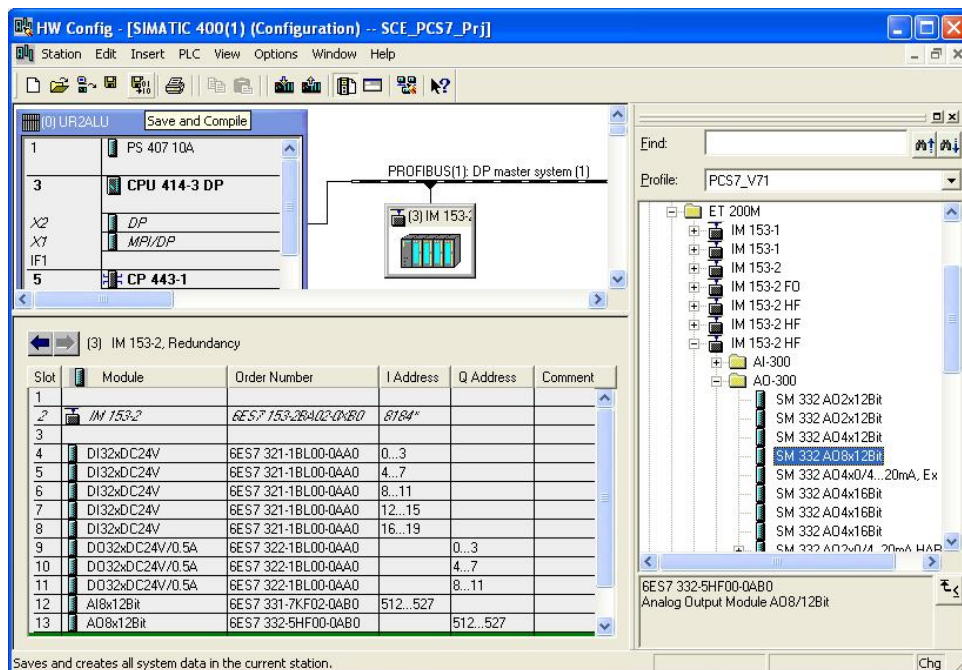 HW Config - [SIMATIC 400(1) (Configuration) -- SCE_PCS7_Prj]
Station Edit Insert PLC View Options Window Help
Save and Compile
(0) UR2ALU
1 PS 407 10A
3 CPU 414-3 DP
X2 DP
X1 MPI/DP
IF1
5 CP 443-1
PROFIBUS(1): DP master system (1)
(3) IM 153-2
Find:
Profile: PCS7_V71
ET 200M
IM 153-1
IM 153-1
IM 153-2
IM 153-2 FO
IM 153-2 HF
IM 153-2 HF
IM 153-2 HF
AI-300
AO-300
SM 332 AO2x12Bit
SM 332 AO2x12Bit
SM 332 AO4x12Bit
SM 332 AO8x12Bit
SM 332 AO4x0/4...20mA, Ex
SM 332 AO4x16Bit
SM 332 AO4x16Bit
SM 332 AO4x16Bit
SM 332 AO2x0/4...20mA HAR
6ES7 332-5HF00-0AB0
Analog Output Module AO8/12Bit
(3) IM 153-2, Redundancy
Slot Module Order Number I Address Q Address Comment
1
2 IM 153-2 6ES7 153-2BA02-0XB0 8184*
3
4 DI32xDC24V 6ES7 321-1BL00-0AA0 0...3
5 DI32xDC24V 6ES7 321-1BL00-0AA0 4...7
6 DI32xDC24V 6ES7 321-1BL00-0AA0 8...11
7 DI32xDC24V 6ES7 321-1BL00-0AA0 12...15
8 DI32xDC24V 6ES7 321-1BL00-0AA0 16...19
9 DO32xDC24V/0.5A 6ES7 322-1BL00-0AA0 0...3
10 DO32xDC24V/0.5A 6ES7 322-1BL00-0AA0 4...7
11 DO32xDC24V/0.5A 6ES7 322-1BL00-0AA0 8...11
12 AI8x12Bit 6ES7 331-7KF02-0AB0 512...527
13 AO8x12Bit 6ES7 332-5HF00-0AB0 512...527
Saves and creates all system data in the current station.
Chg